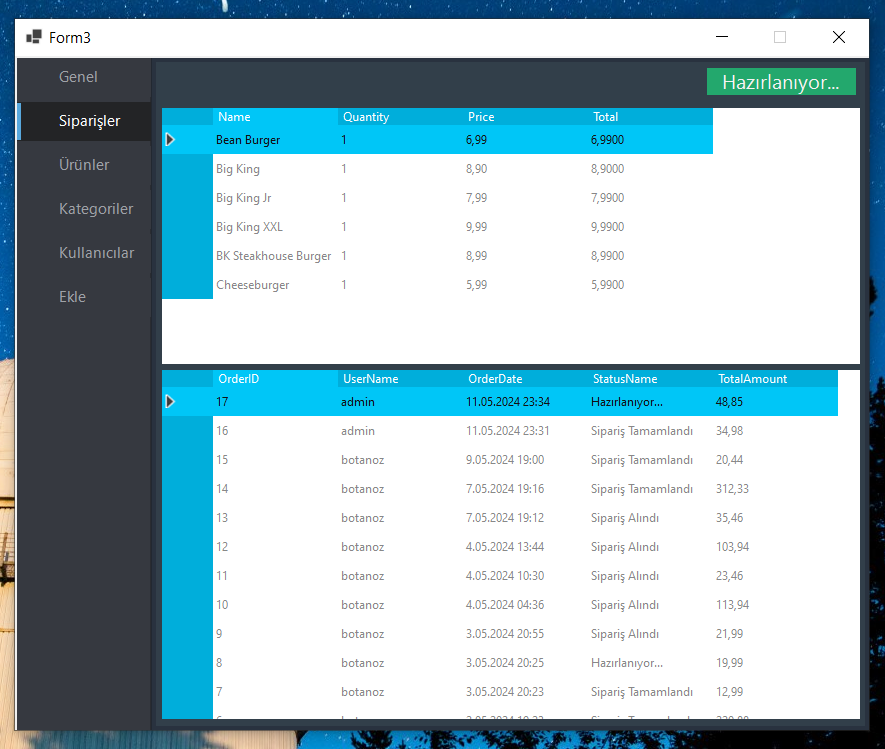 Form3
Genel
Siparişler
Ürünler
Kategoriler
Kullanıcılar
Ekle
Hazırlanıyor...
Name Quantity Price Total
Bean Burger 1 6,99 6,9900
Big King 1 8,90 8,9000
Big King Jr 1 7,99 7,9900
Big King XXL 1 9,99 9,9900
BK Steakhouse Burger 1 8,99 8,9900
Cheeseburger 1 5,99 5,9900
OrderID UserName OrderDate StatusName TotalAmount
17 admin 11.05.2024 23:34 Hazırlanıyor... 48,85
16 admin 11.05.2024 23:31 Sipariş Tamamlandı 34,98
15 botanoz 9.05.2024 19:00 Sipariş Tamamlandı 20,44
14 botanoz 7.05.2024 19:16 Sipariş Tamamlandı 312,33
13 botanoz 7.05.2024 19:12 Sipariş Alındı 35,46
12 botanoz 4.05.2024 13:44 Sipariş Alındı 103,94
11 botanoz 4.05.2024 10:30 Sipariş Alındı 23,46
10 botanoz 4.05.2024 04:36 Sipariş Alındı 113,94
9 botanoz 3.05.2024 20:55 Sipariş Alındı 21,99
8 botanoz 3.05.2024 20:25 Hazırlanıyor... 19,99
7 botanoz 3.05.2024 20:23 Sipariş Tamamlandı 12,99